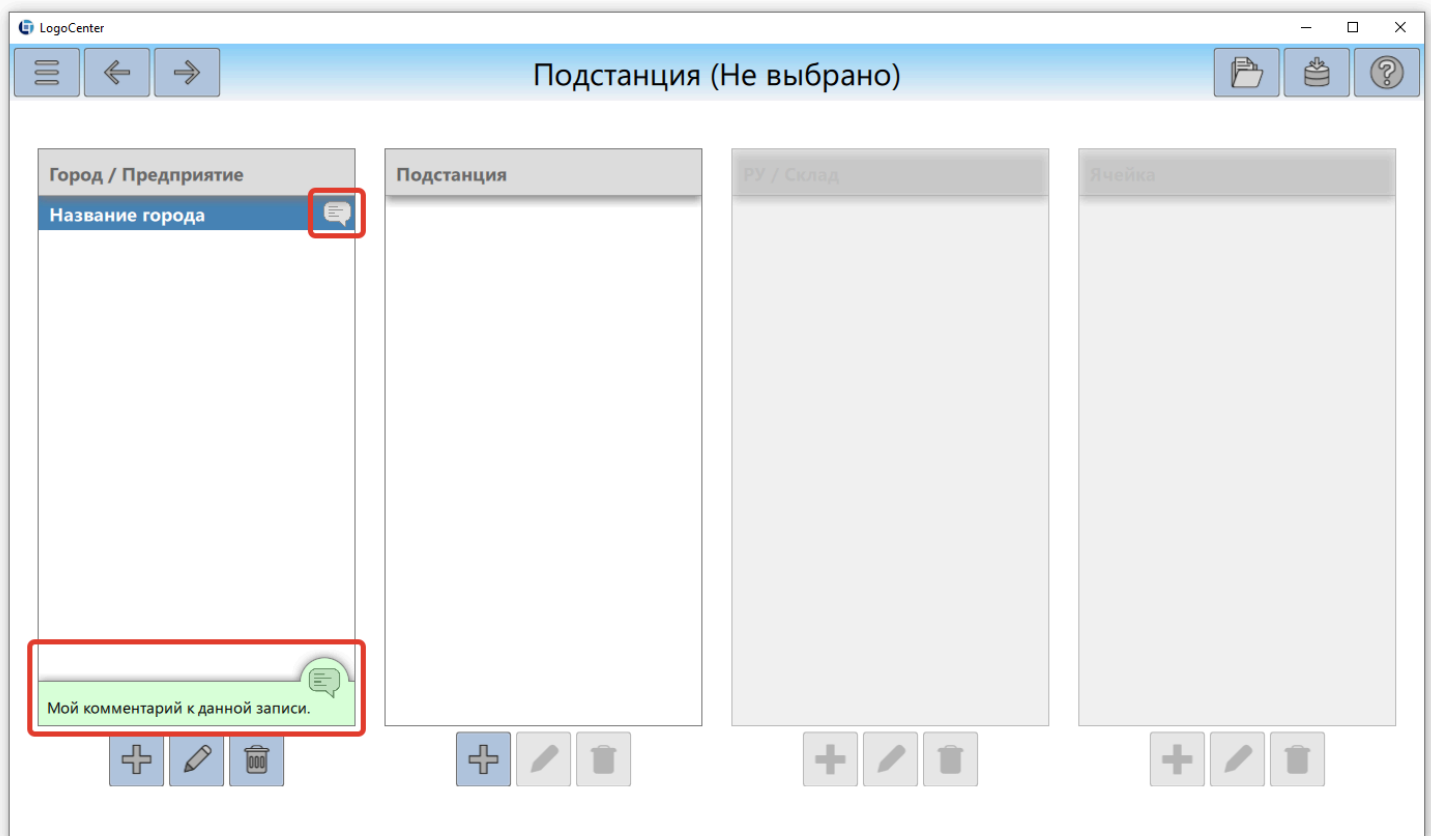 LogoCenter
Подстанция (Не выбрано)
Город / Предприятие
Подстанция
РУ / Склад
Ячейка
Название города
Мой комментарий к данной записи.